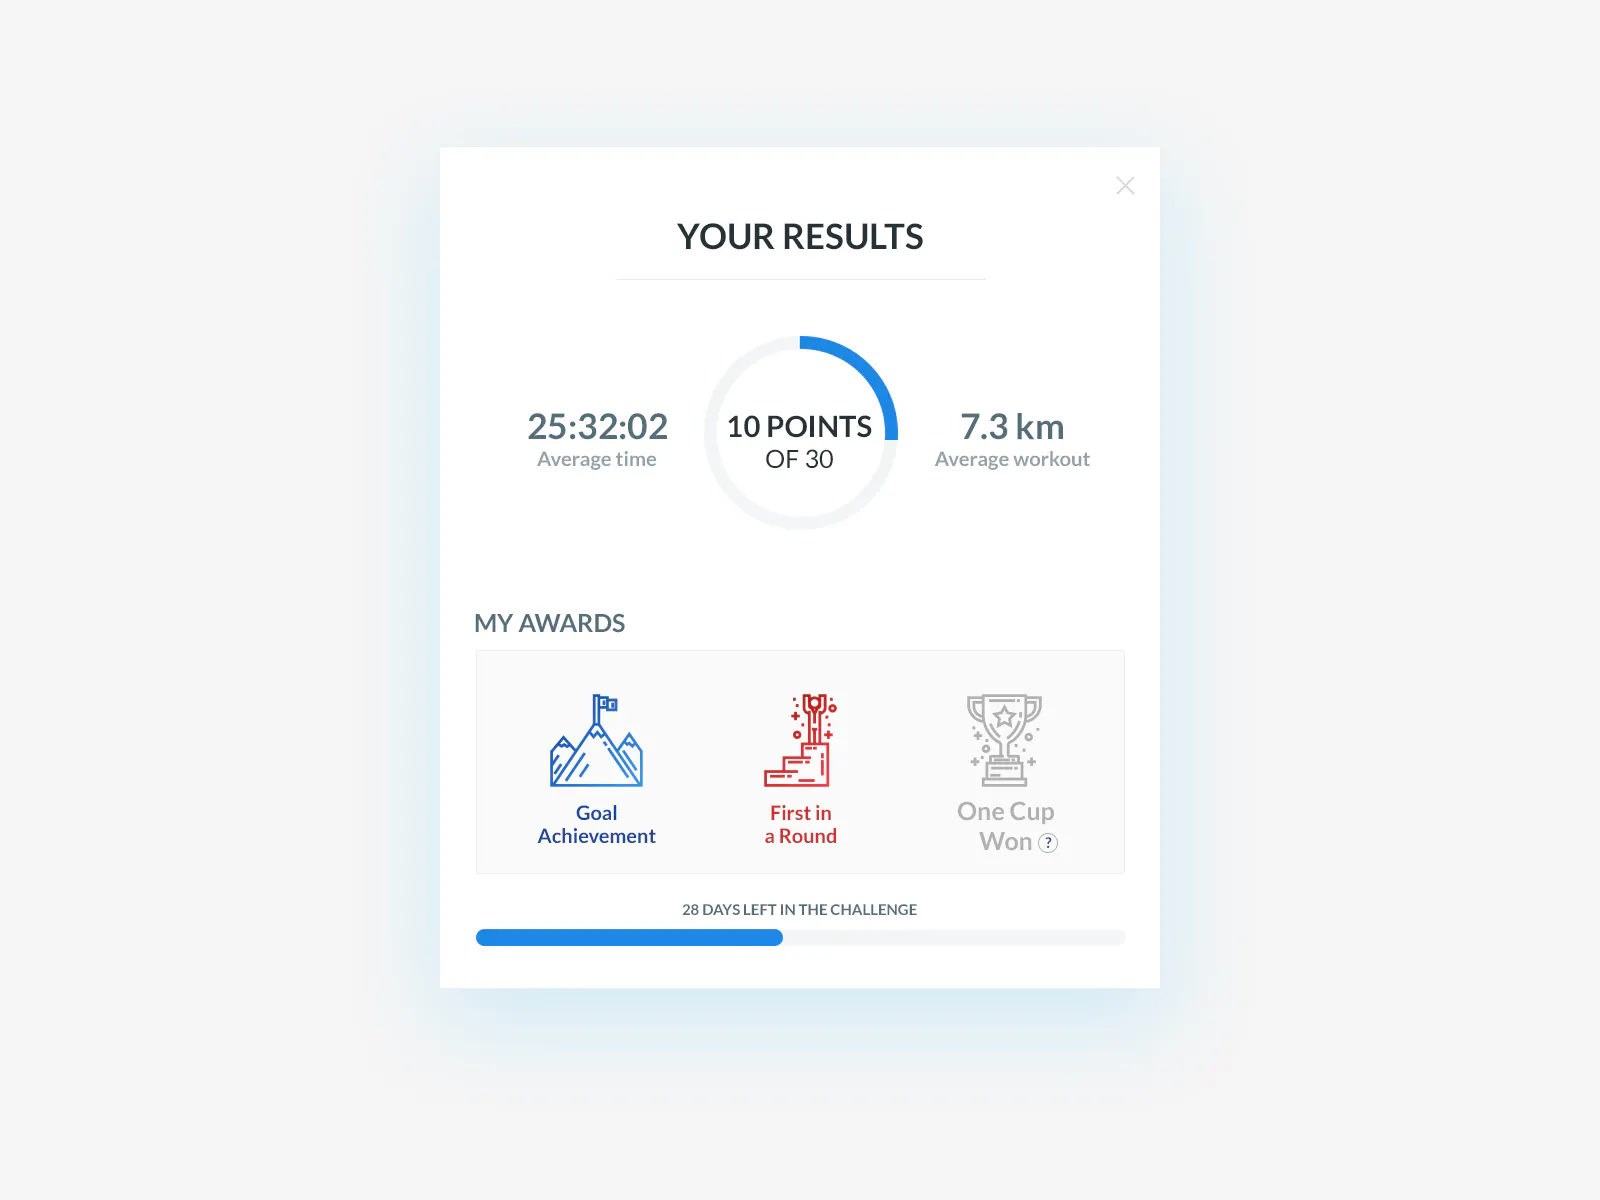 YOUR RESULTS
25:32:02
Average time
10 POINTS
OF 30
7.3 km
Average workout
MY AWARDS
Goal
Achievement
First in
a Round
One Cup
Won ?
28 DAYS LEFT IN THE CHALLENGE